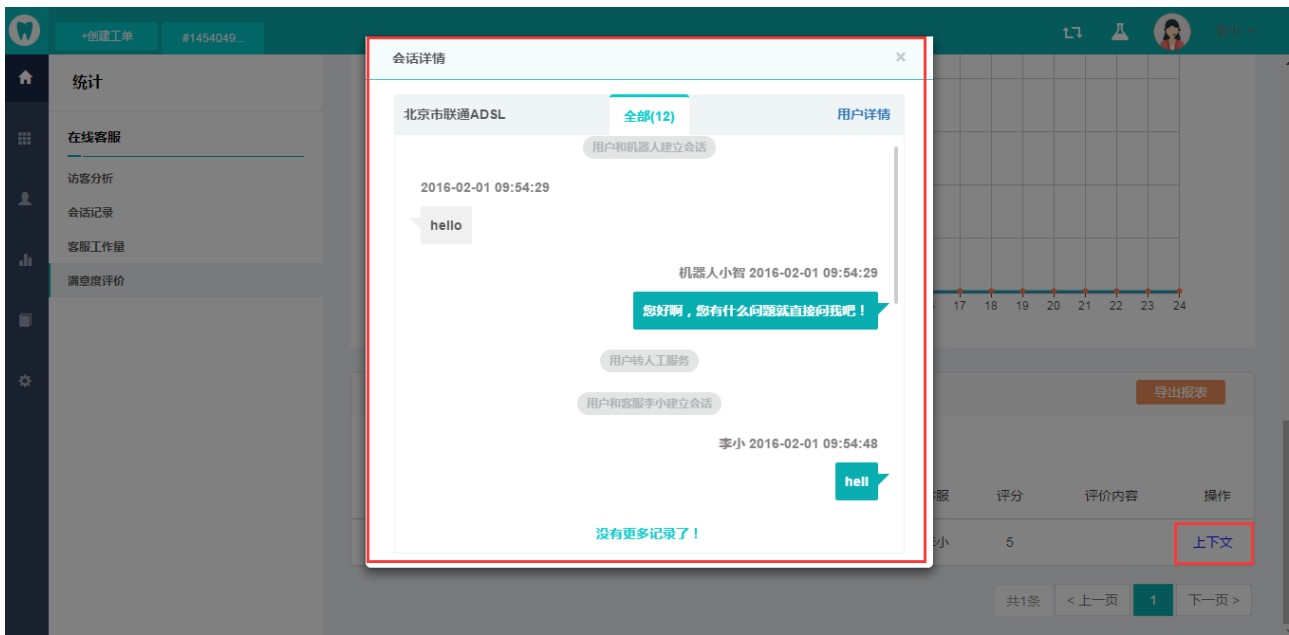 +创建工单
#1454049...
李小
统计
在线客服
访客分析
会话记录
客服工作量
满意度评价
会话详情
×
北京市联通ADSL
全部(12)
用户详情
用户和机器人建立会话
2016-02-01 09:54:29
hello
机器人小智 2016-02-01 09:54:29
您好啊，您有什么问题就直接问我吧！
用户转人工服务
用户和客服李小建立会话
李小 2016-02-01 09:54:48
hell
没有更多记录了！
17 18 19 20 21 22 23 24
导出报表
服 评分 评价内容 操作
小 5 上下文
共1条 <上一页 1 下一页>